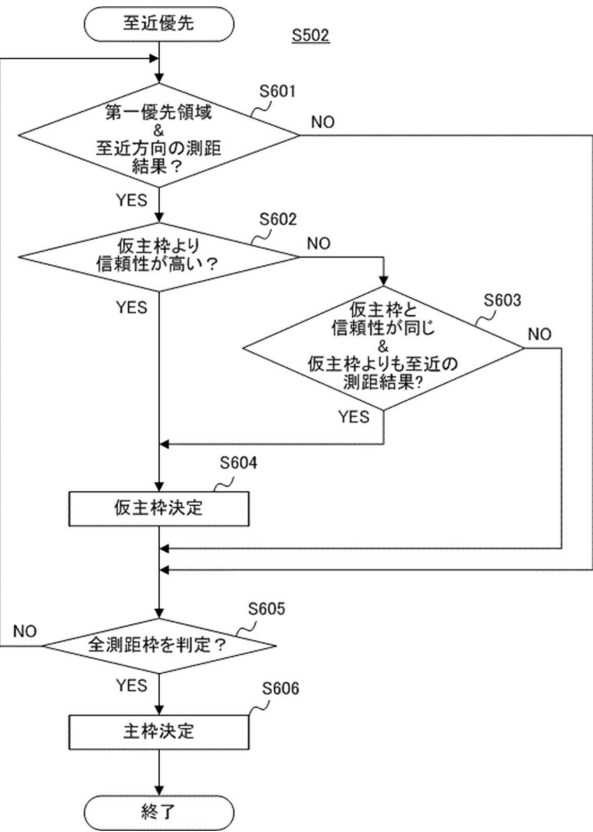 至近優先
S502
S601
第一優先領域
&
至近方向の測距
結果？
NO
YES
S602
仮主枠より
信頼性が高い？
NO
YES
S603
仮主枠と
信頼性が同じ
&
仮主枠よりも至近の
測距結果?
NO
YES
S604
仮主枠決定
S605
全測距枠を判定？
NO
YES
S606
主枠決定
終了